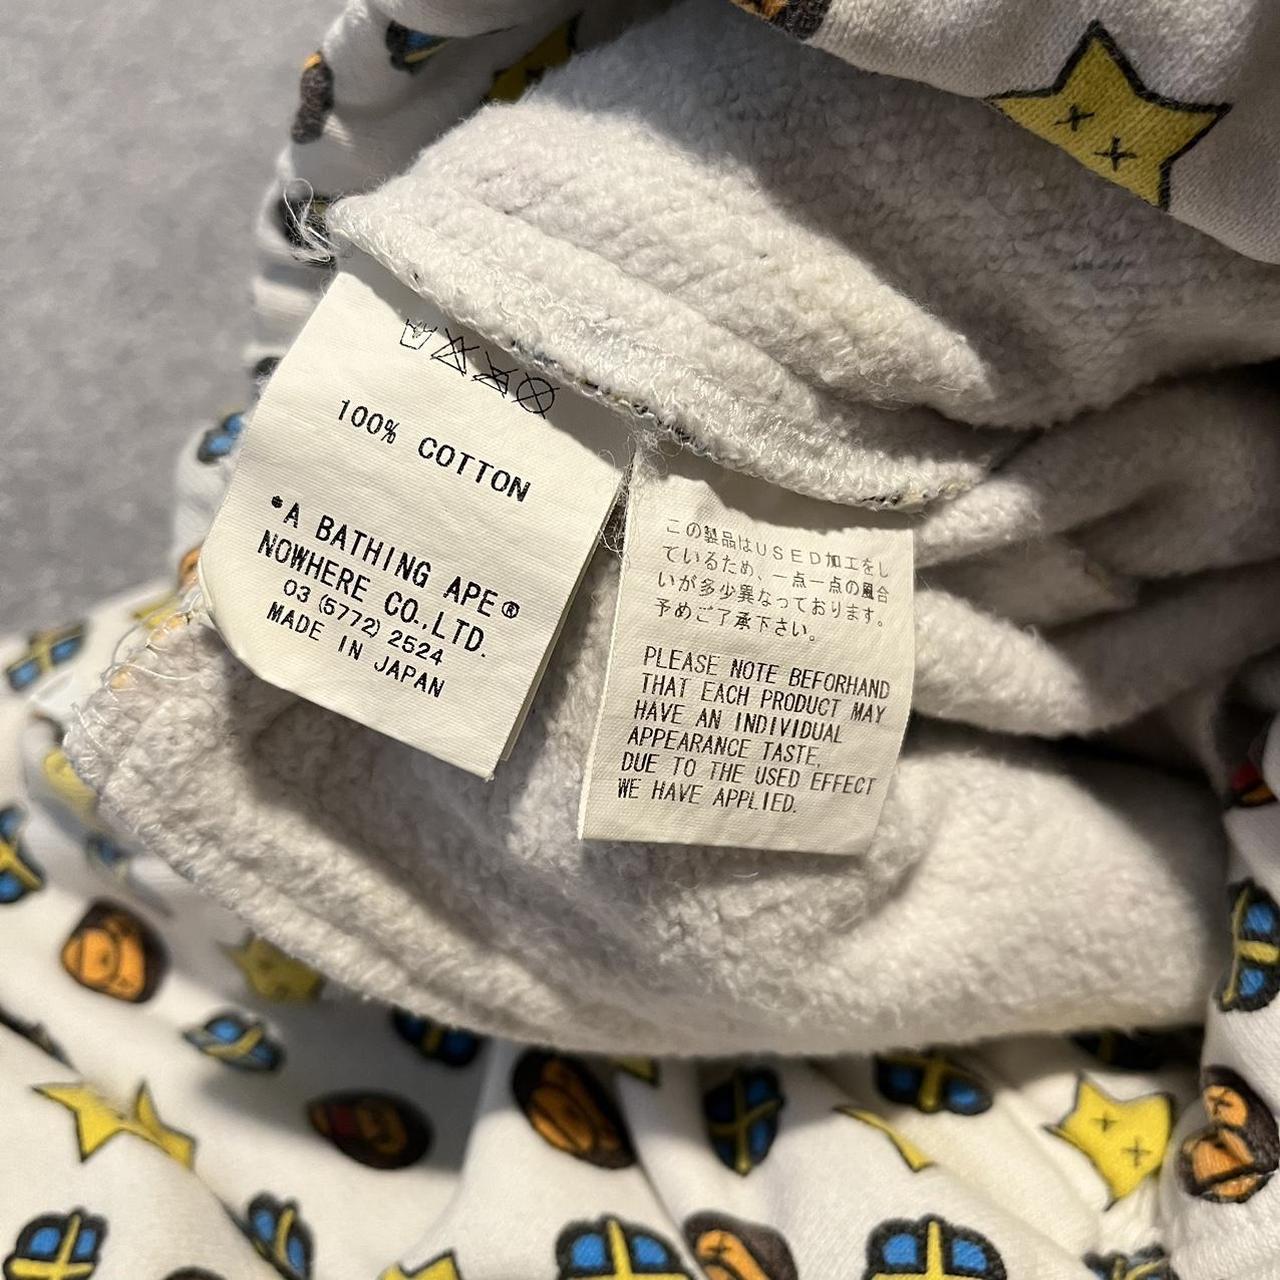 100% COTTON
*A BATHING APE®
NOWHERE CO.,LTD.
03 (5772) 2524
MADE IN JAPAN
この製品はUSED加工をし
ているため、一点一点の風合
いが多少異なっております。
予めご了承下さい。
PLEASE NOTE BEFORHAND
THAT EACH PRODUCT MAY
HAVE AN INDIVIDUAL
APPEARANCE TASTE,
DUE TO THE USED EFFECT
WE HAVE APPLIED.